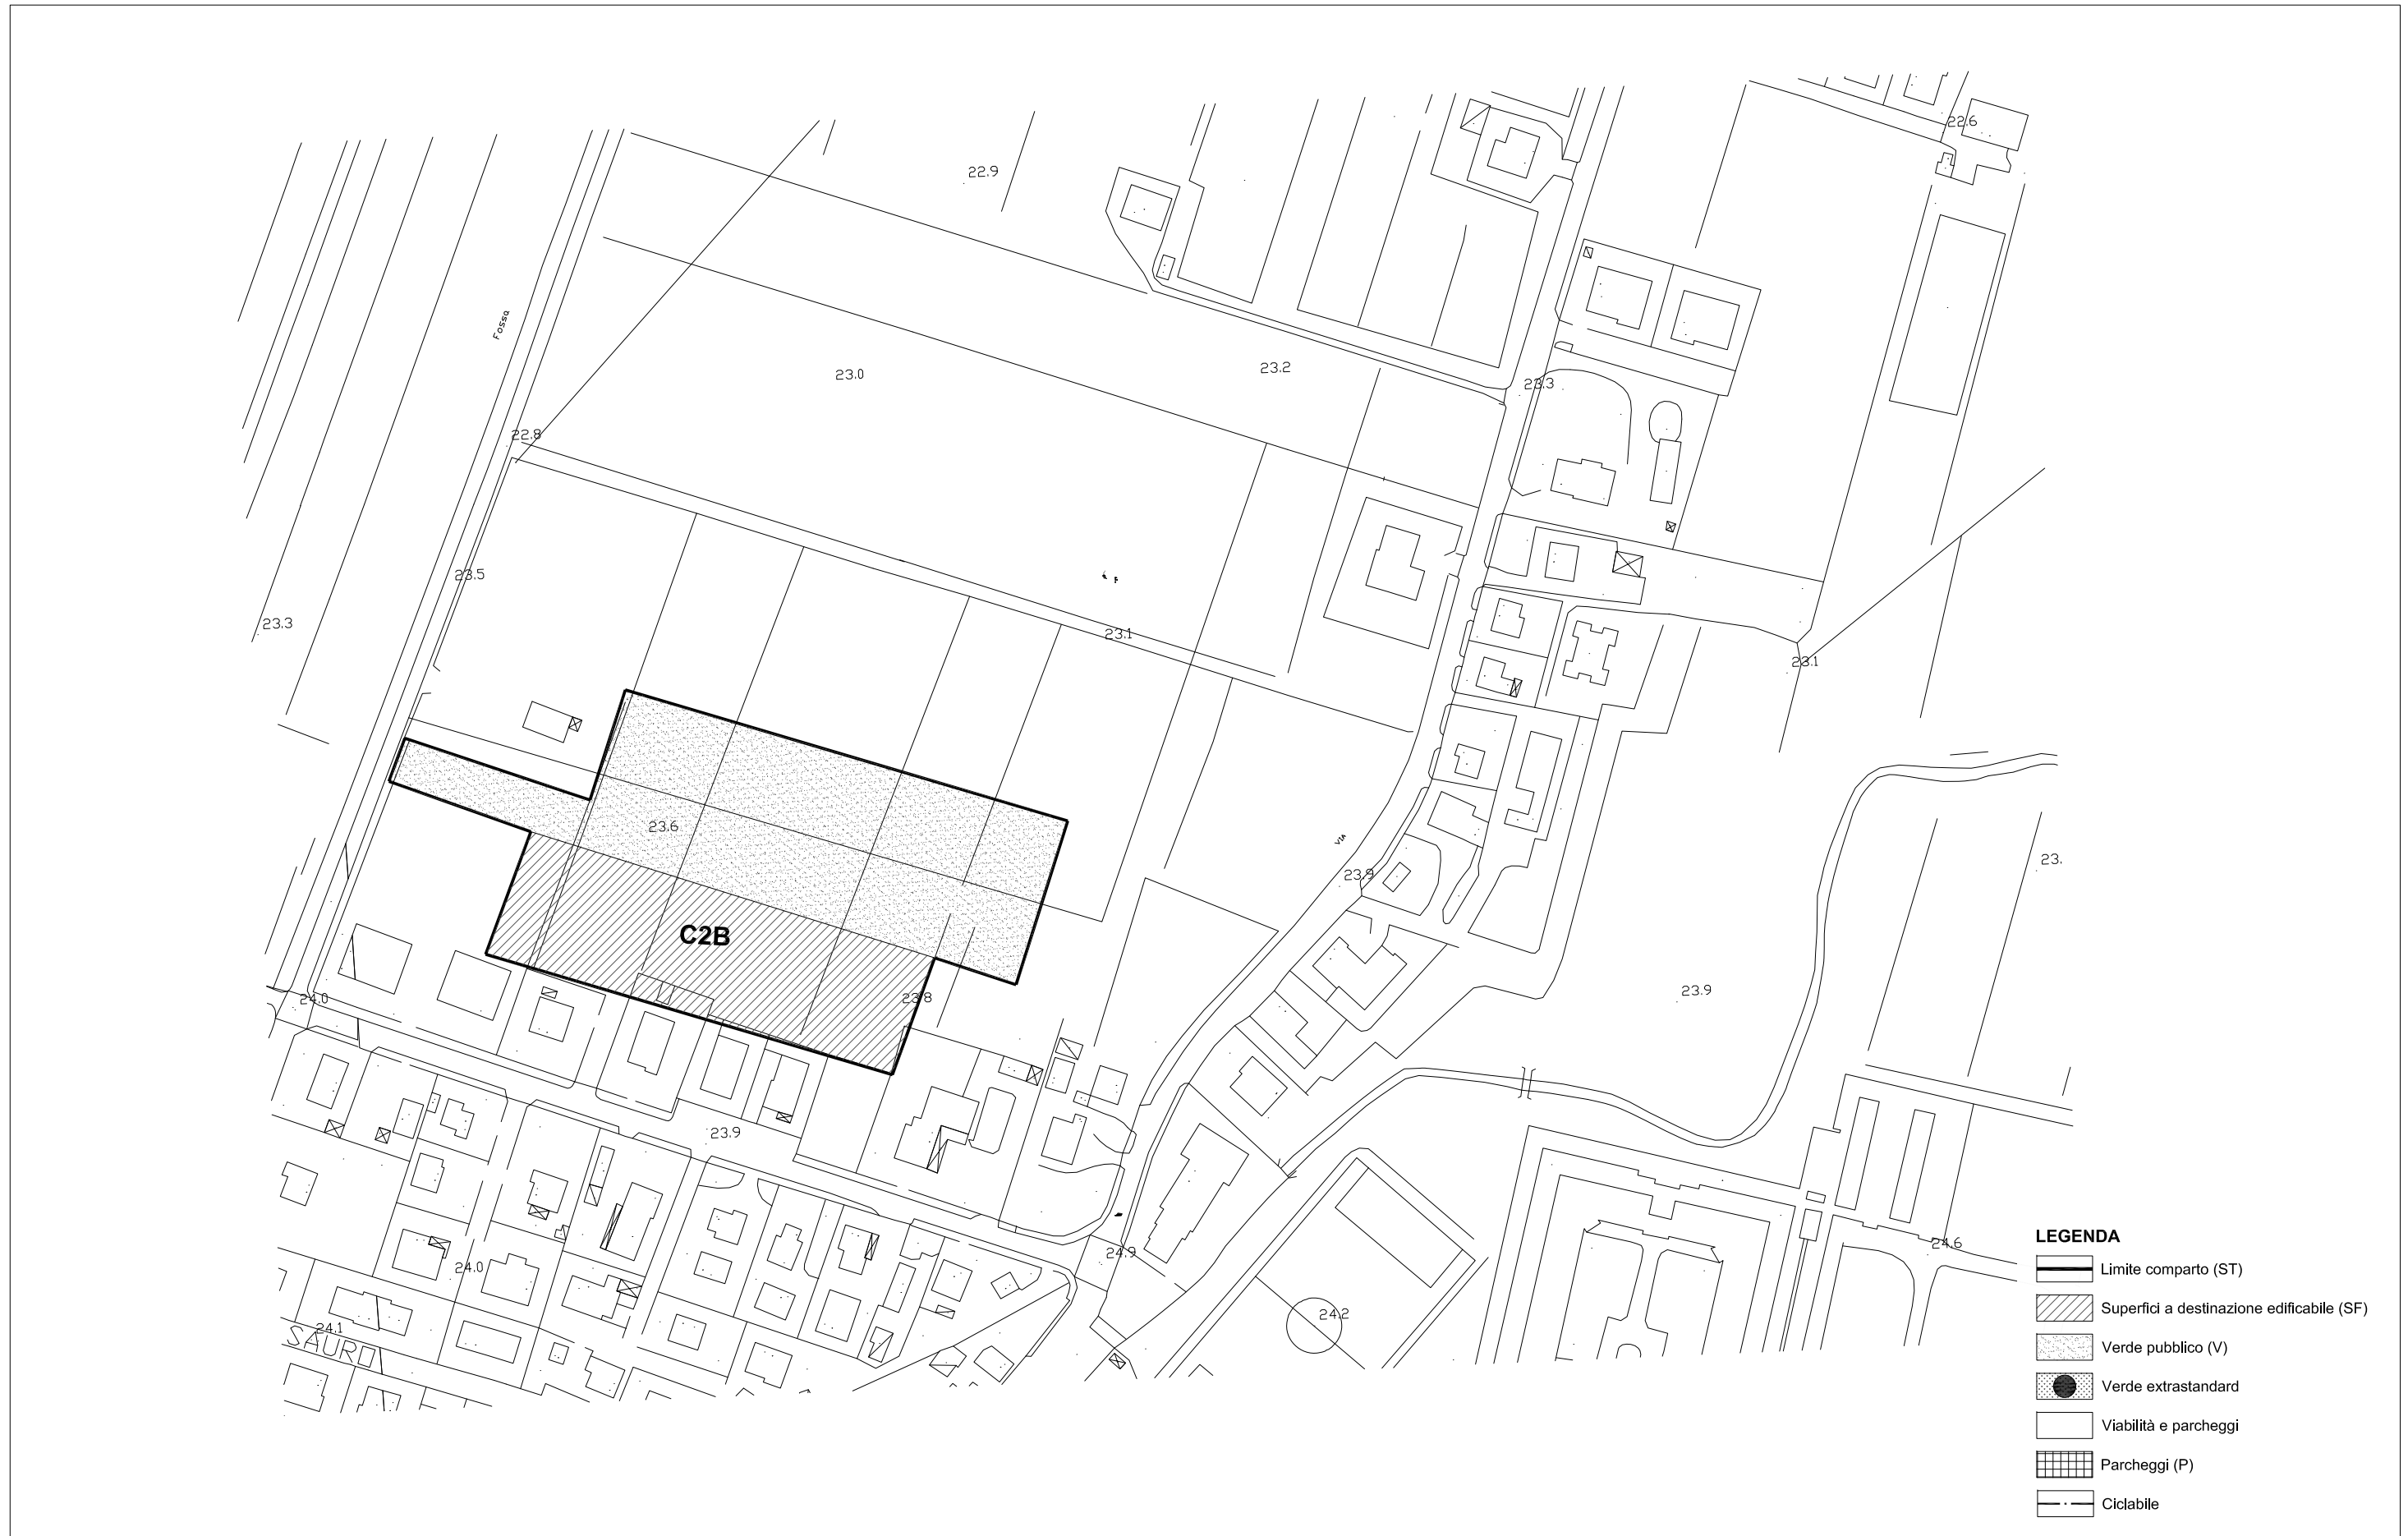 22.6
22.9
Fossa
23.0
23.2
23.3
22.8
23.5
23.3
23.1
23.1
23.6
VIA
23.9
23.
C2B
24.0
23.8
23.9
23.9
24.9
24.6
24.0
24.2
24.1
SAUR
LEGENDA
Limite comparto (ST)
Superfici a destinazione edificabile (SF)
Verde pubblico (V)
Verde extrastandard
Viabilità e parcheggi
Parcheggi (P)
Ciclabile